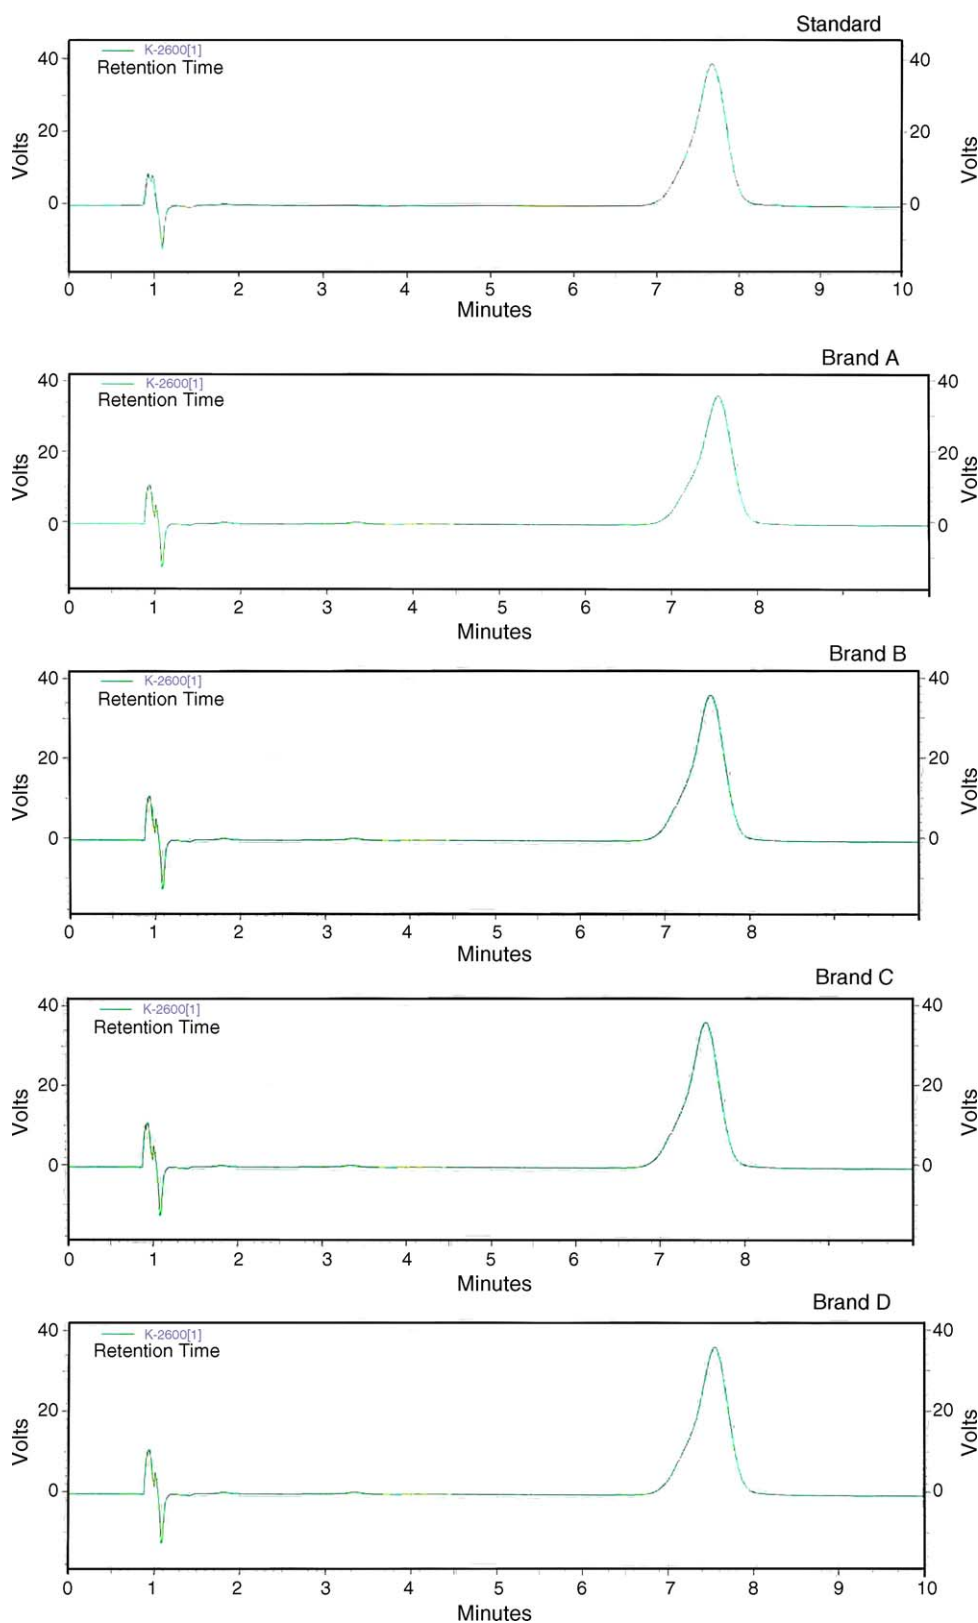 Standard
K-2600[1]
Retention Time
40 40
20 20
0 0
Volts Volts
0 1 2 3 4 5 6 7 8 9 10
Minutes
Brand A
K-2600[1]
Retention Time
40 40
20 20
0 0
Volts Volts
0 1 2 3 4 5 6 7 8
Minutes
Brand B
K-2600[1]
Retention Time
40 40
20 20
0 0
Volts Volts
0 1 2 3 4 5 6 7 8
Minutes
Brand C
K-2600[1]
Retention Time
40 40
20 20
0 0
Volts Volts
0 1 2 3 4 5 6 7 8
Minutes
Brand D
K-2600[1]
Retention Time
40 40
20 20
0 0
Volts Volts
0 1 2 3 4 5 6 7 8 9 10
Minutes